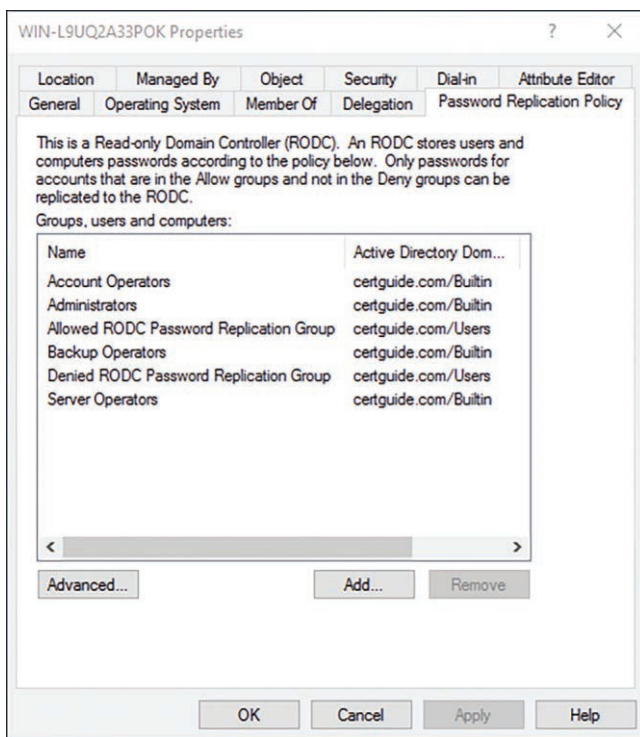 WIN-L9UQ2A33POK Properties ?
Location Managed By Object Security Dial-in Attribute Editor
General Operating System Member Of Delegation Password Replication Policy
This is a Read-only Domain Controller (RODC). An RODC stores users and
computers passwords according to the policy below. Only passwords for
accounts that are in the Allow groups and not in the Deny groups can be
replicated to the RODC.
Groups, users and computers:
Name Active Directory Dom...
Account Operators certguide.com/Builtin
Administrators certguide.com/Builtin
Allowed RODC Password Replication Group certguide.com/Users
Backup Operators certguide.com/Builtin
Denied RODC Password Replication Group certguide.com/Users
Server Operators certguide.com/Builtin
Advanced... Add... Remove
OK Cancel Apply Help